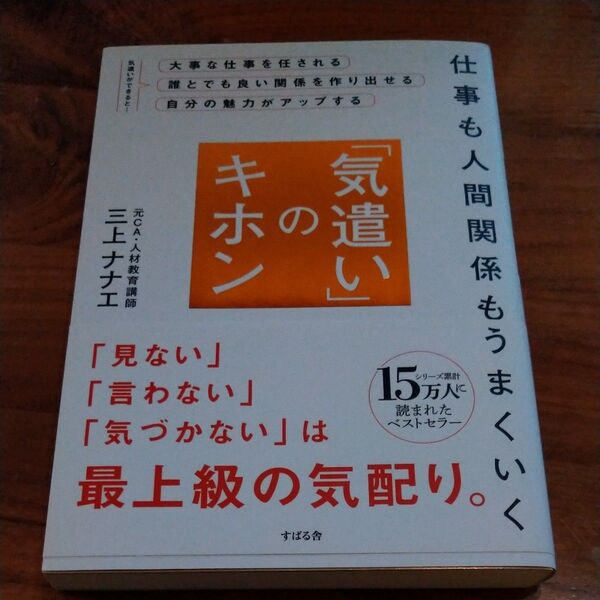 仕事も人間関係もうまくいく
気遣いができると…
大事な仕事を任される
誰とでも良い関係を作り出せる
自分の魅力がアップする
「気遣い」
の
キホン
元CA・人材教育講師
三上 ナナエ
「見ない」
「言わない」
「気づかない」は
最上級の気配り。
シリーズ累計
15万人に
読まれた
ベストセラー
すばる舎